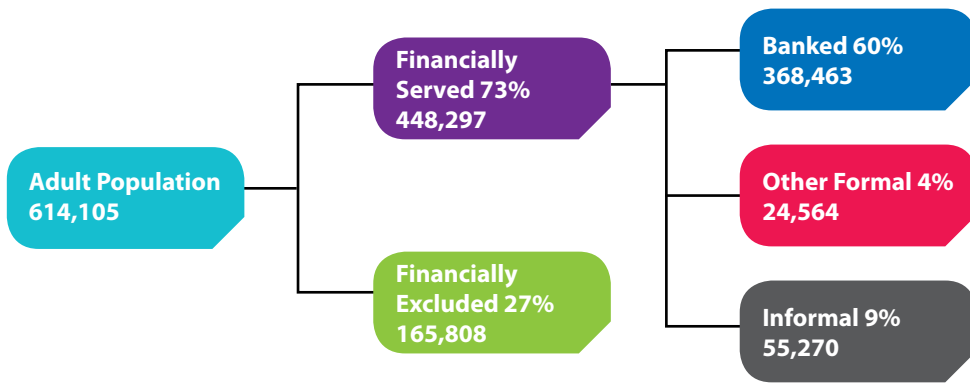 Adult Population
614,105
Financially
Served 73%
448,297
Financially
Excluded 27%
165,808
Banked 60%
368,463
Other Formal 4%
24,564
Informal 9%
55,270